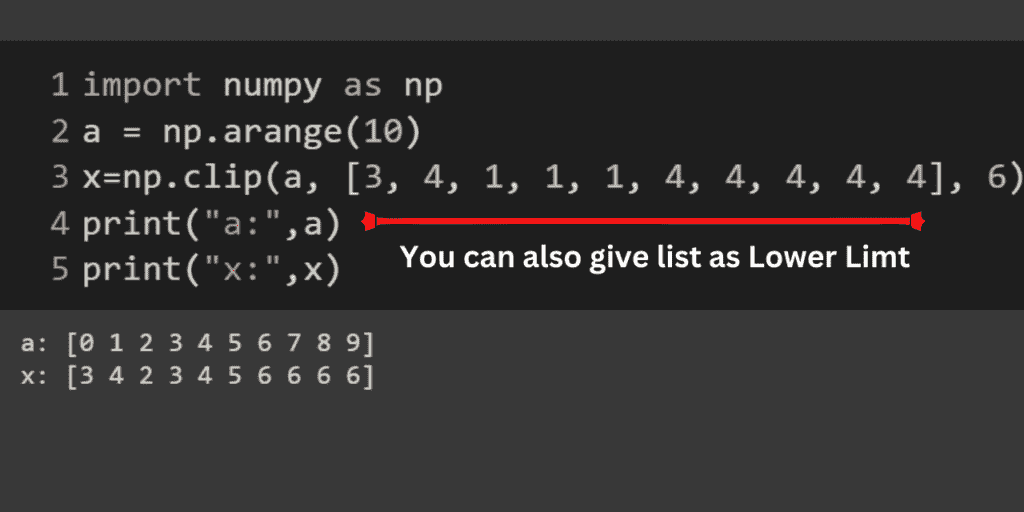 1 import numpy as np
2 a = np.arange(10)
3 x=np.clip(a, [3, 4, 1, 1, 1, 4, 4, 4, 4, 4], 6)
4 print("a:",a)
5 print("x:",x)
You can also give list as Lower Limt
a: [0 1 2 3 4 5 6 7 8 9]
x: [3 4 2 3 4 5 6 6 6 6]